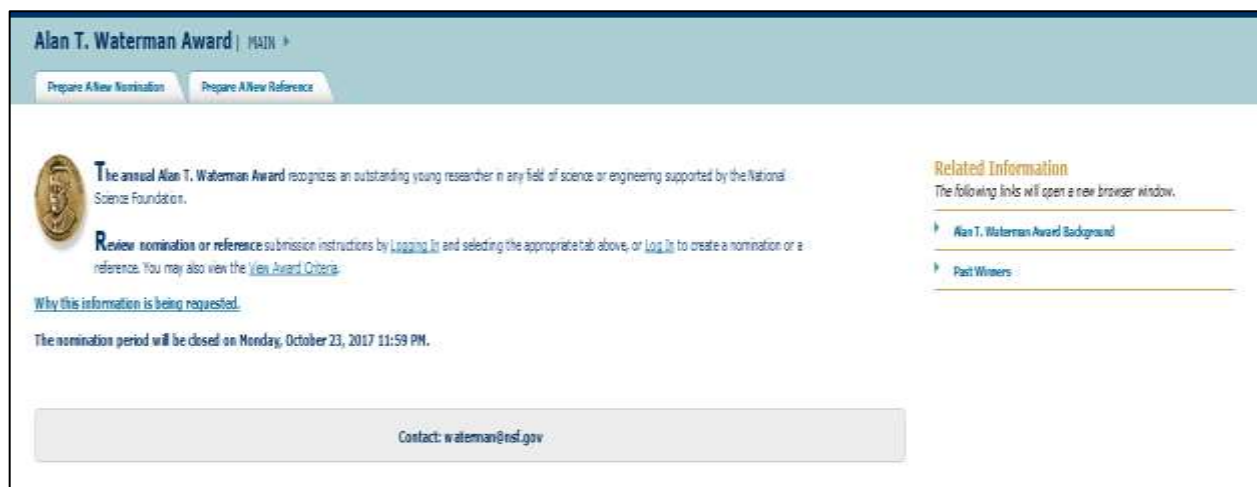 Alan T. Waterman Award | MAIN
Prepare A New Nomination
Prepare A New Reference
The annual Alan T. Waterman Award recognizes an outstanding young researcher in any field of science or engineering supported by the National
Science Foundation.
Review nomination or reference submission instructions by Logging In and selecting the appropriate tab above, or Log In to create a nomination or a
reference. You may also view the View Award Criteria.
Why this information is being requested.
The nomination period will be closed on Monday, October 23, 2017 11:59 PM.
Contact: waterman@nsf.gov
Related Information
The following links will open a new browser window.
Alan T. Waterman Award Background
Past Winners